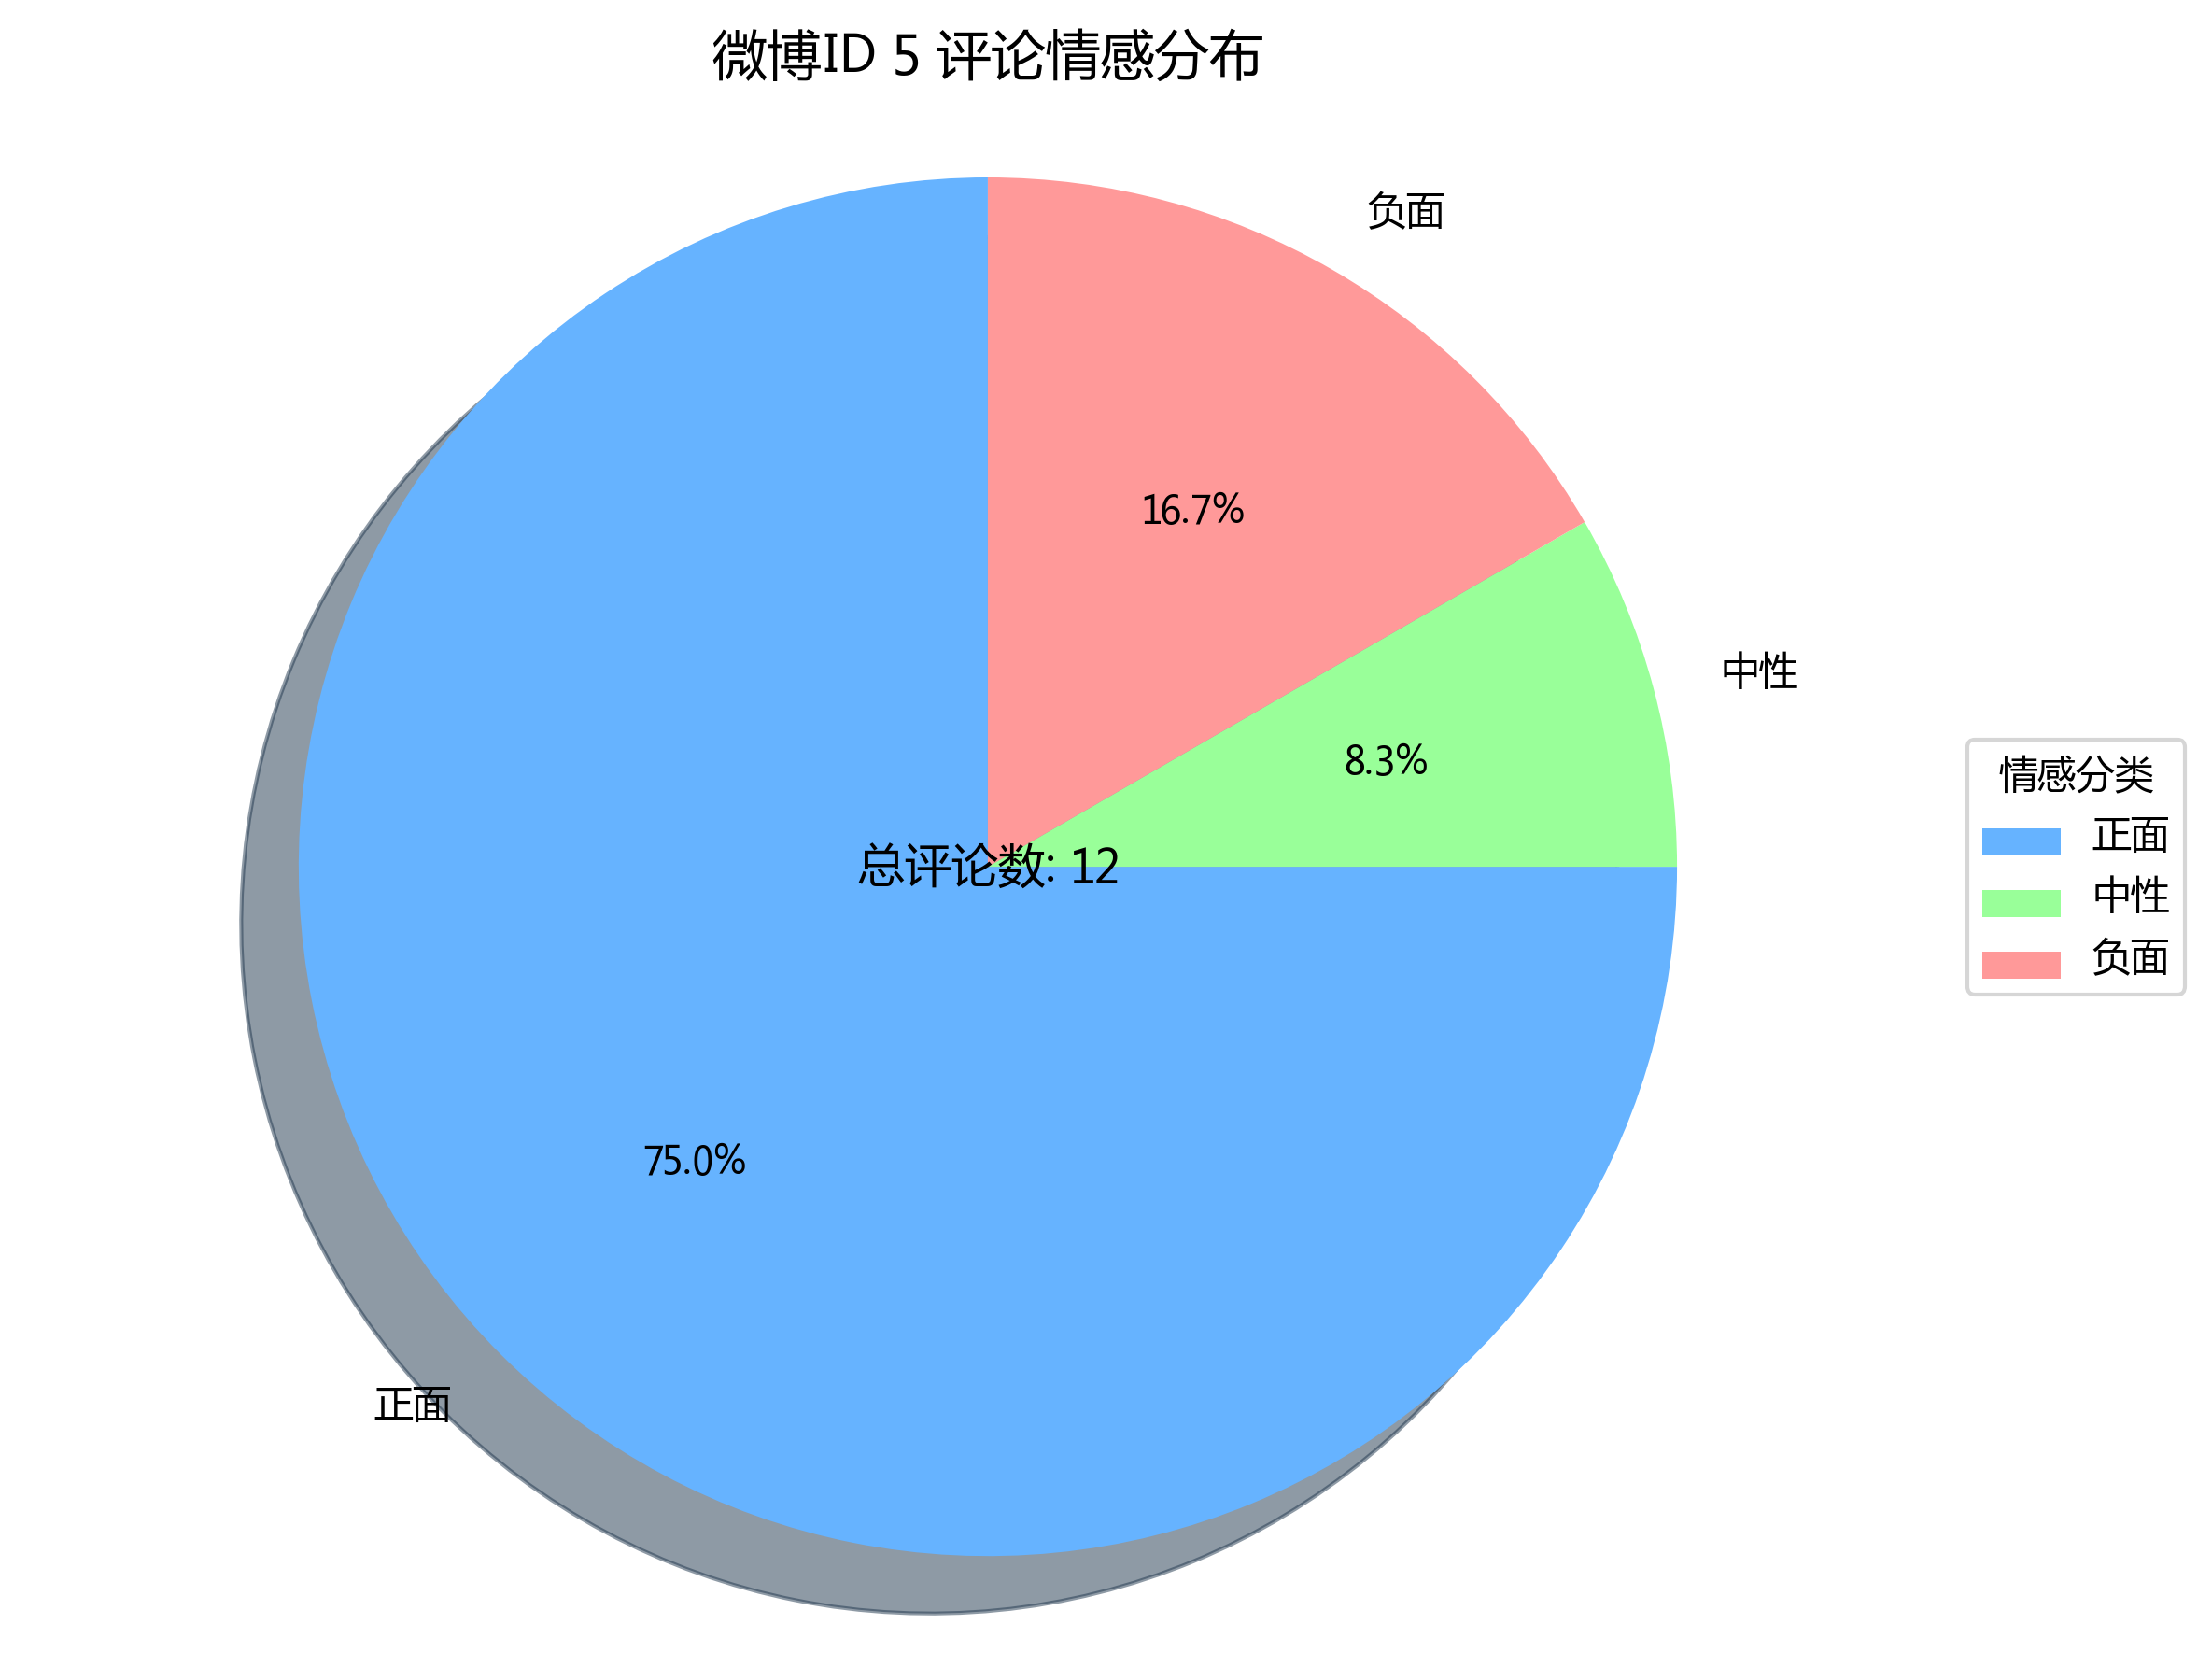 微博ID 5 评论情感分布
负面
16.7%
中性
8.3%
总评论数: 12
75.0%
正面
情感分类
正面
中性
负面